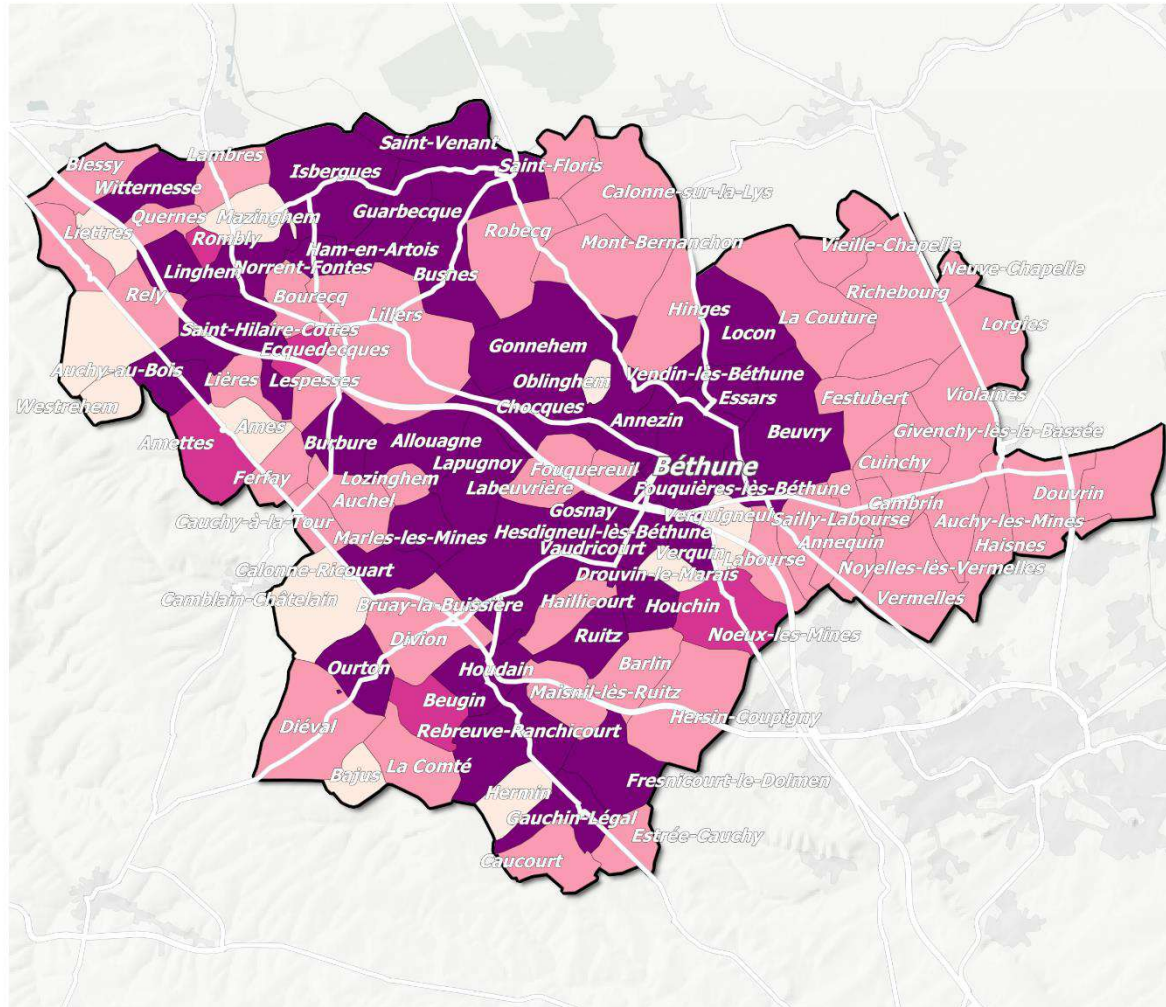 Saint-Venant
Lambres
Blessy
Isbergues
Saint-Floris
Witternesse
Calonne-sur-la-Lys
Guarbecque
Quernes
Mazinghem
Liettres
Robecq
Rombly
Mont-Bernanchon
Vieille-Chapelle
Ham-en-Artois
Norrent-Fontes
Neuve-Chapelle
Linghem
Busnes
Rely
Bourecq
Richebourg
Hinges
Lillers
La Couture
Lorgies
Saint-Hilaire-Cottes
Locon
Gonnehem
Ecquedecques
Auchy-au-Bois
Vendin-lès-Béthune
Lières
Lespesses
Oblinghem
Violaines
Westrehem
Festubert
Essars
Chocques
Annezin
Ames
Beuvry
Givenchy-lès-la-Bassée
Amettes
Burbure
Allouagne
Cuinchy
Lapugnoy
Fouquereuil
Béthune
Douvrin
Ferfay
Lozinghem
Labeuvrière
Fouquières-lès-Béthune
Auchel
Cambrin
Gosnay
Verquigneul
Sailly-Labourse
Auchy-les-Mines
Cauchy-à-la-Tour
Hesdigneul-lès-Béthune
Marles-les-Mines
Annequin
Haisnes
Vaudricourt
Verquin
Labourse
Noyelles-lès-Vermelles
Calonne-Ricouart
Drouvin-le-Marais
Camblain-Châtelain
Bruay-la-Buissière
Haillicourt
Houchin
Vermelles
Divion
Ruitz
Noeux-les-Mines
Ourton
Houdain
Barlin
Beugin
Maisnil-lès-Ruitz
Diéval
Rebreuve-Ranchicourt
Hersin-Coupigny
La Comté
Bajus
Fresnicourt-le-Dolmen
Hermin
Gauchin-Légal
Estrée-Cauchy
Caucourt